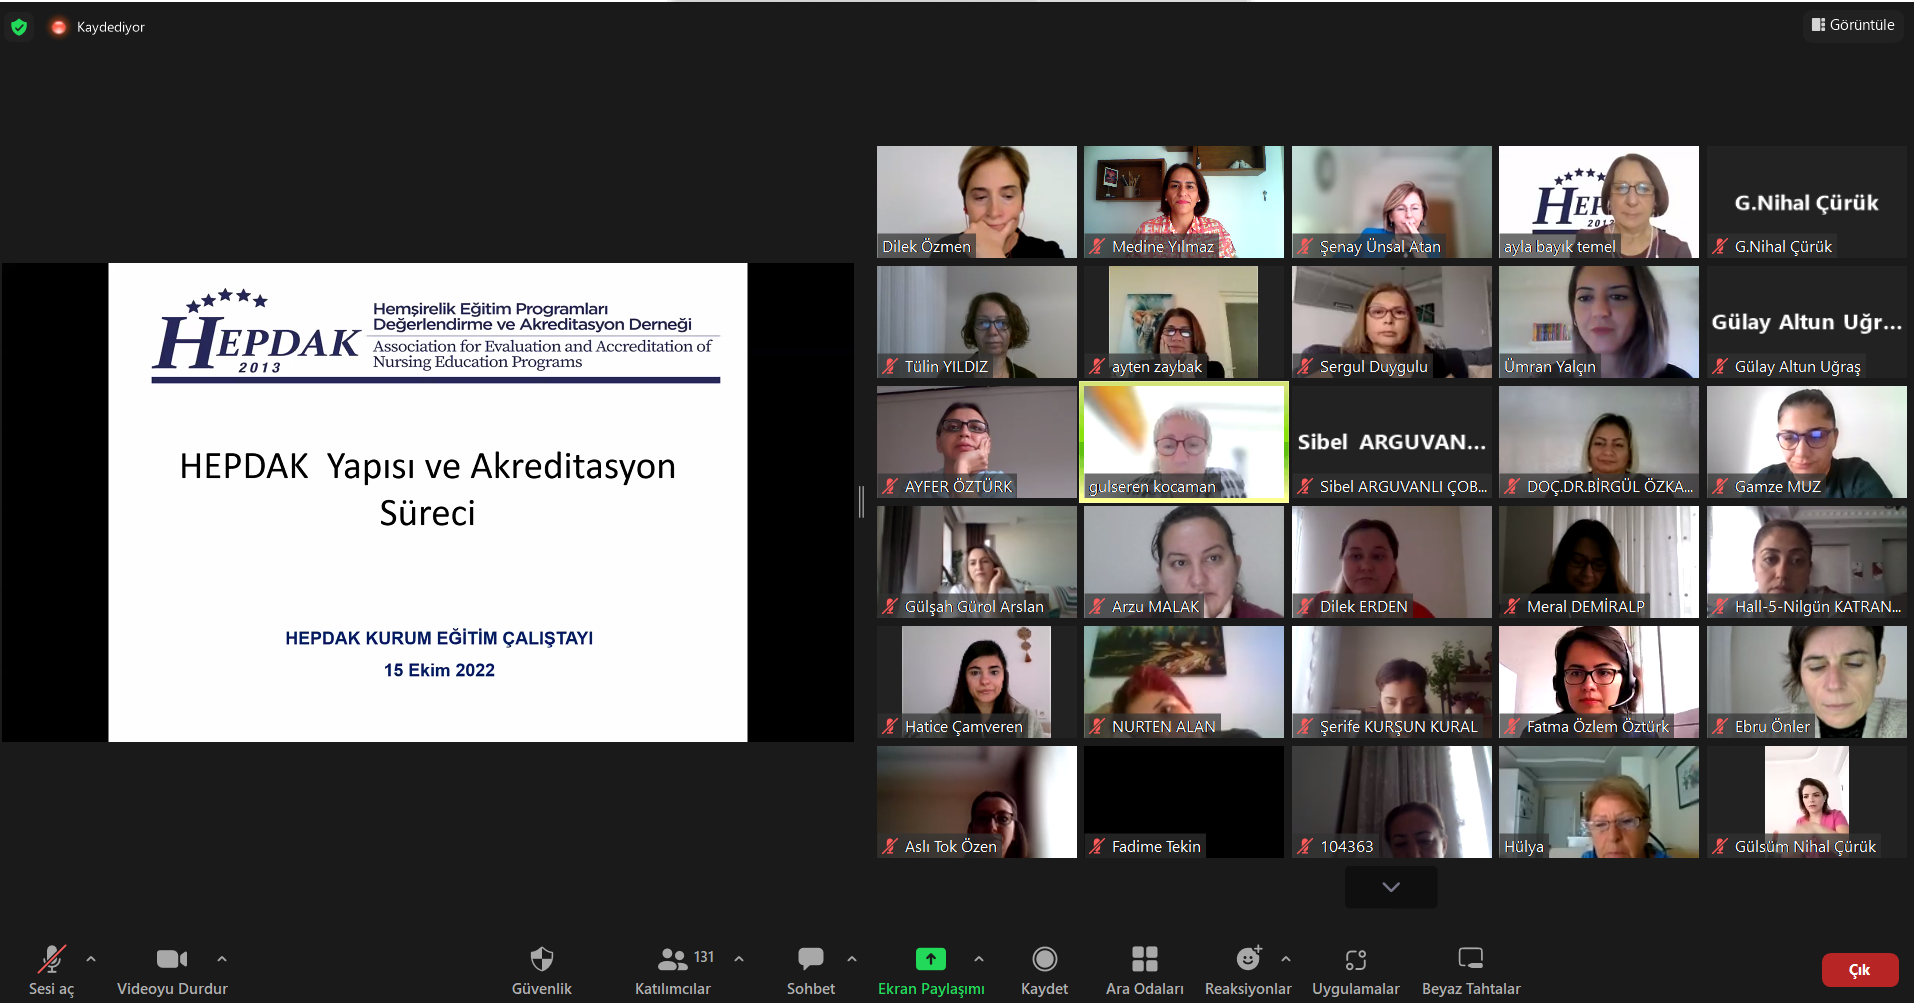 Kaydediyor
Görüntüle
HEPDAK
2013
Hemşirelik Eğitim Programları
Değerlendirme ve Akreditasyon Derneği
Association for Evaluation and Accreditation of
Nursing Education Programs
HEPDAK Yapısı ve Akreditasyon
Süreci
HEPDAK KURUM EĞİTİM ÇALIŞTAYI
15 Ekim 2022
Dilek Özmen
Medine Yılmaz
Şenay Ünsal Atan
ayla bayık temel
G.Nihal Çürük
G.Nihal Çürük
Tülin YILDIZ
ayten zaybak
Sergul Duygulu
Ümran Yalçın
Gülay Altun Uğr...
Gülay Altun Uğraş
AYFER ÖZTÜRK
gulseren kocaman
Sibel ARGUVAN...
Sibel ARGUVANLI ÇOB...
DOÇ.DR.BİRGÜL ÖZKA...
Gamze MUZ
Gülşah Gürol Arslan
Arzu MALAK
Dilek ERDEN
Meral DEMİRALP
Hall-5-Nilgün KATRAN...
Hatice Çamveren
NURTEN ALAN
Şerife KURŞUN KURAL
Fatma Özlem Öztürk
Ebru Önler
Aslı Tok Özen
Fadime Tekin
104363
Hülya
Gülsüm Nihal Çürük
Sesi aç
Videoyu Durdur
Güvenlik
131
Katılımcılar
Sohbet
Ekran Paylaşımı
Kaydet
Ara Odaları
Reaksiyonlar
Uygulamalar
Beyaz Tahtalar
Çık